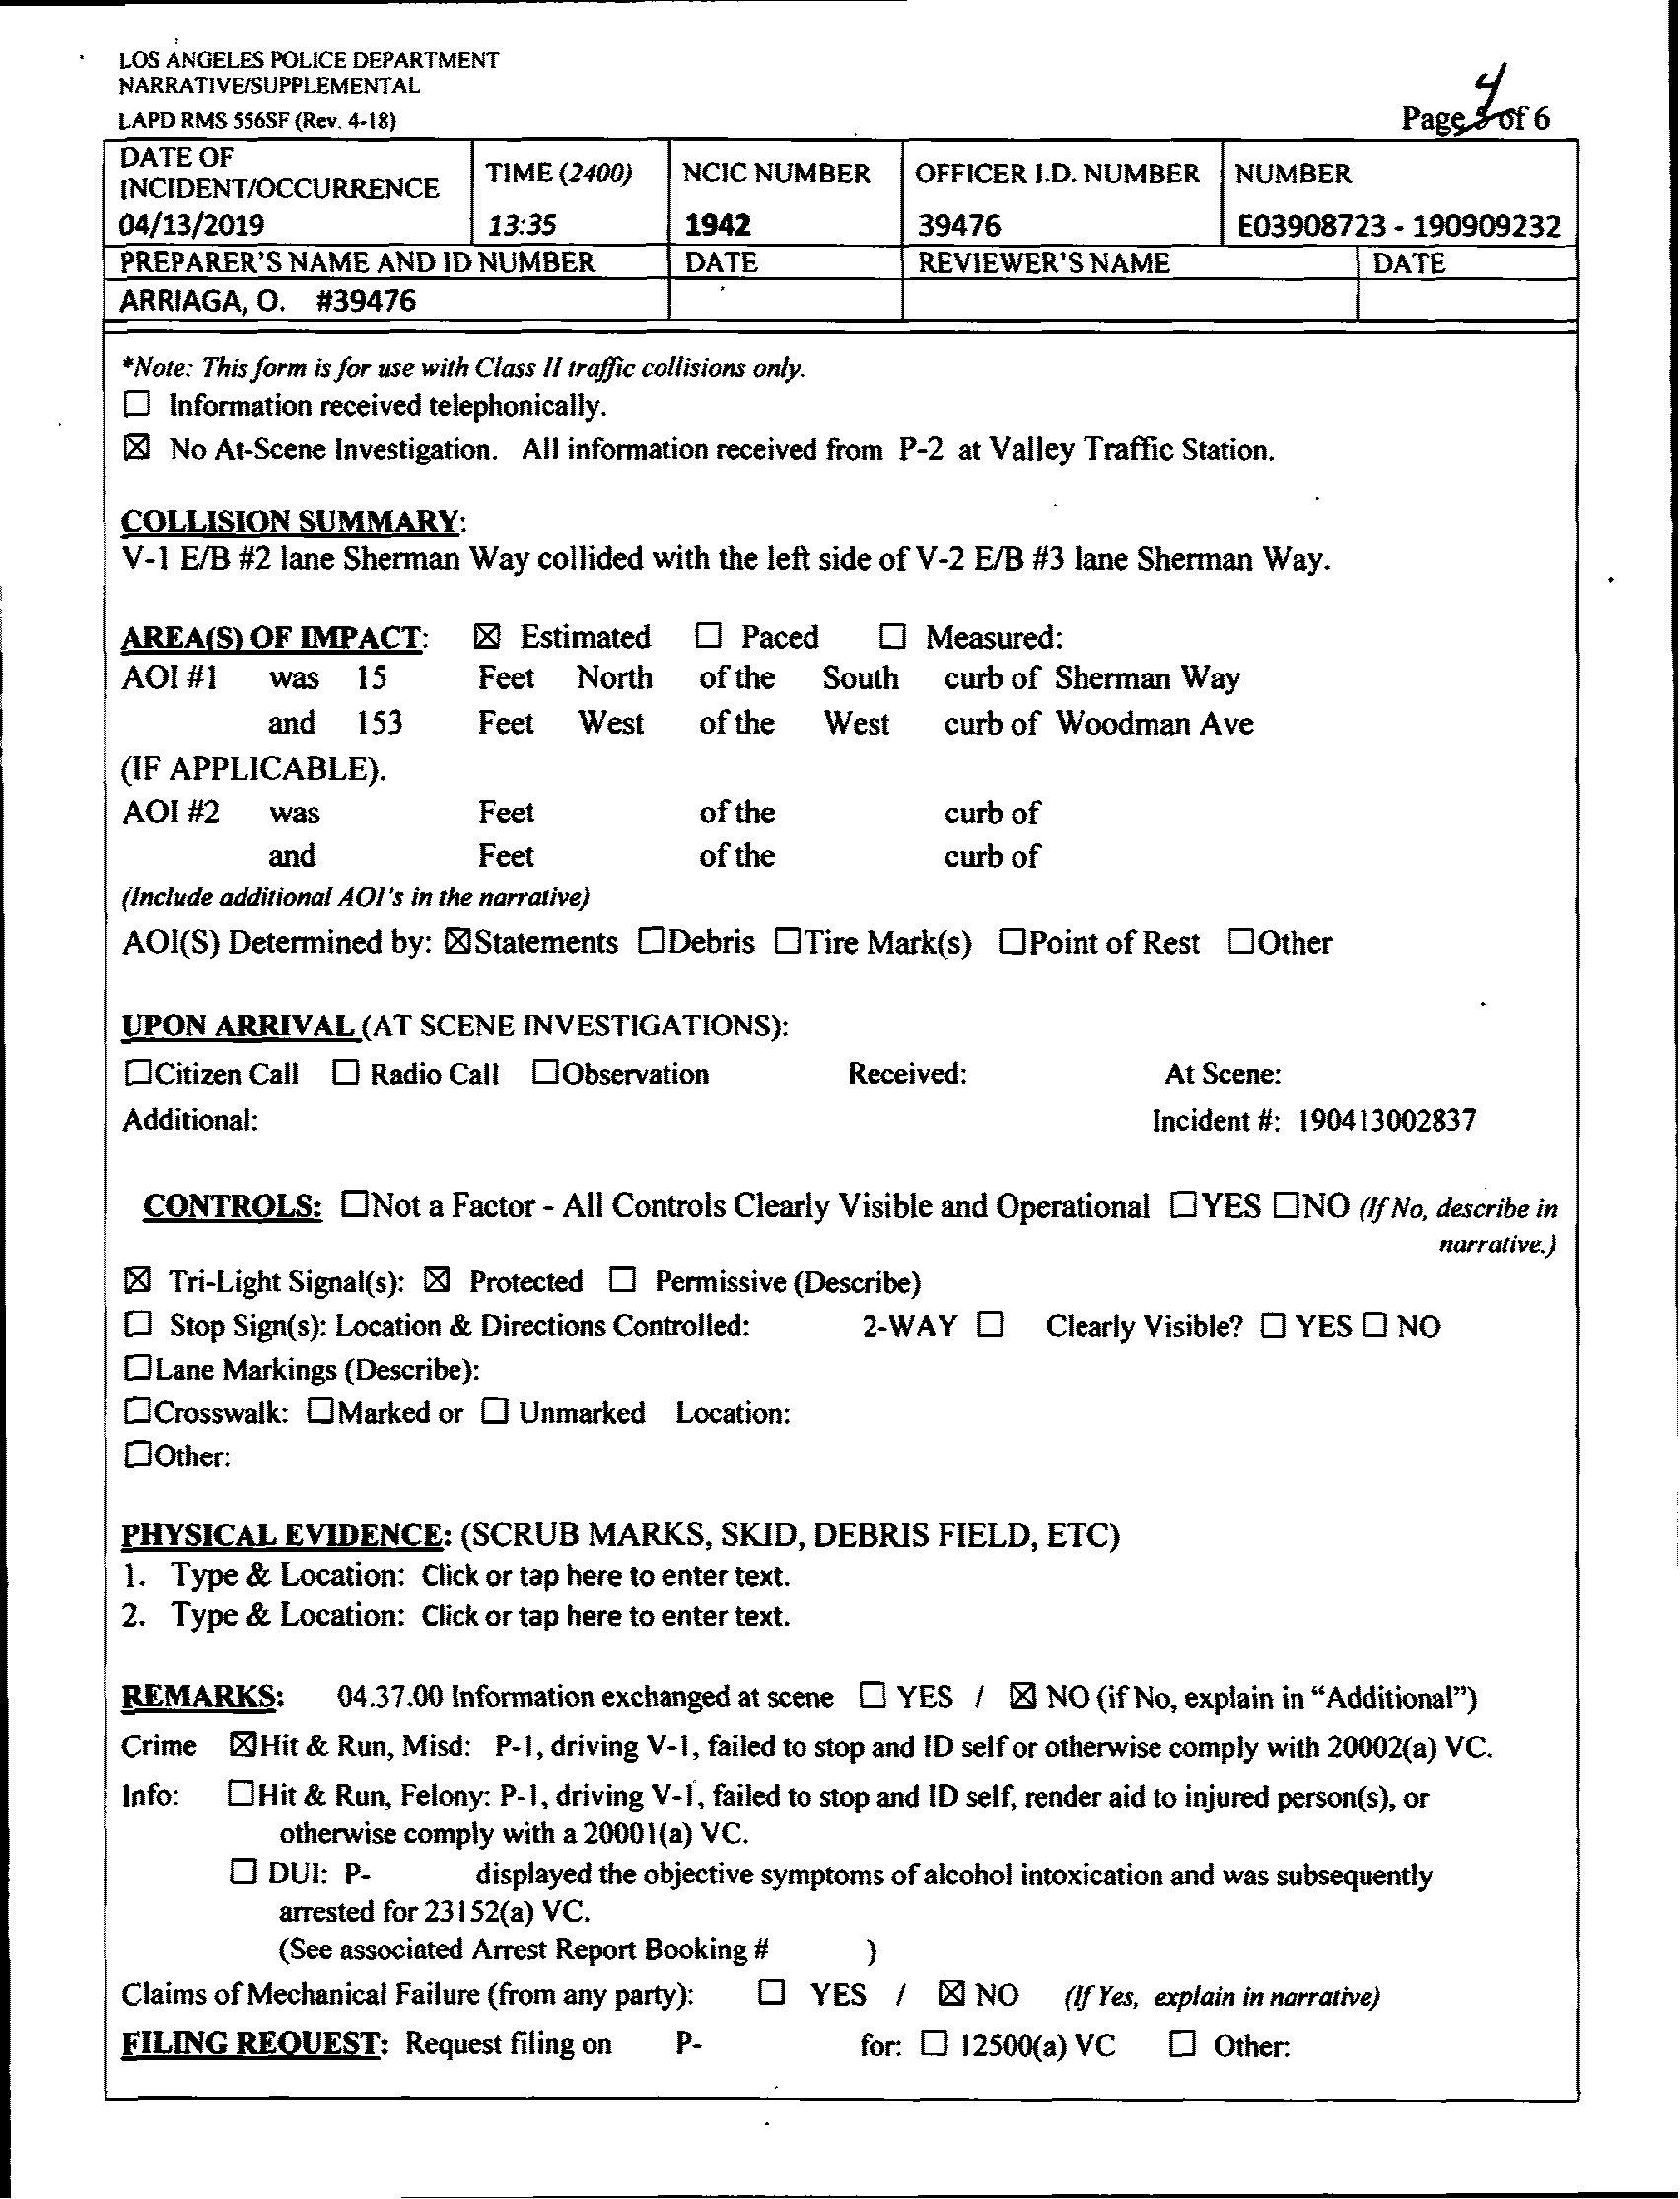 LOS ANGELES POLICE DEPARTMENT
NARRATIVE/SUPPLEMENTAL
LAPD RMS 556SF (Rev. 4-18)
Page 4 of 6
DATE OF INCIDENT/OCCURRENCE TIME (2400) NCIC NUMBER OFFICER I.D. NUMBER NUMBER
04/13/2019 13:35 1942 39476 E03908723 - 190909232
PREPARER'S NAME AND ID NUMBER DATE REVIEWER'S NAME DATE
ARRIAGA, O. #39476
*Note: This form is for use with Class II traffic collisions only.
☐ Information received telephonically.
☒ No At-Scene Investigation. All information received from P-2 at Valley Traffic Station.
COLLISION SUMMARY:
V-1 E/B #2 lane Sherman Way collided with the left side of V-2 E/B #3 lane Sherman Way.
AREA(S) OF IMPACT: ☒ Estimated ☐ Paced ☐ Measured:
AOI #1 was 15 Feet North of the South curb of Sherman Way
and 153 Feet West of the West curb of Woodman Ave
(IF APPLICABLE).
AOI #2 was Feet of the curb of
and Feet of the curb of
(Include additional AOI's in the narrative)
AOI(S) Determined by: ☒Statements ☐Debris ☐Tire Mark(s) ☐Point of Rest ☐Other
UPON ARRIVAL (AT SCENE INVESTIGATIONS):
☐Citizen Call ☐ Radio Call ☐Observation Received: At Scene:
Additional: Incident #: 190413002837
CONTROLS: ☐Not a Factor - All Controls Clearly Visible and Operational ☐YES ☐NO (If No, describe in
narrative.)
☒ Tri-Light Signal(s): ☒ Protected ☐ Permissive (Describe)
☐ Stop Sign(s): Location & Directions Controlled: 2-WAY ☐ Clearly Visible? ☐ YES ☐ NO
☐Lane Markings (Describe):
☐Crosswalk: ☐Marked or ☐ Unmarked Location:
☐Other:
PHYSICAL EVIDENCE: (SCRUB MARKS, SKID, DEBRIS FIELD, ETC)
1. Type & Location: Click or tap here to enter text.
2. Type & Location: Click or tap here to enter text.
REMARKS: 04.37.00 Information exchanged at scene ☐ YES / ☒ NO (if No, explain in “Additional”)
Crime ☒Hit & Run, Misd: P-1, driving V-1, failed to stop and ID self or otherwise comply with 20002(a) VC.
Info: ☐Hit & Run, Felony: P-1, driving V-1, failed to stop and ID self, render aid to injured person(s), or
otherwise comply with a 20001(a) VC.
☐ DUI: P- displayed the objective symptoms of alcohol intoxication and was subsequently
arrested for 23152(a) VC.
(See associated Arrest Report Booking # )
Claims of Mechanical Failure (from any party): ☐ YES / ☒ NO (If Yes, explain in narrative)
FILING REQUEST: Request filing on P- for: ☐ 12500(a) VC ☐ Other: